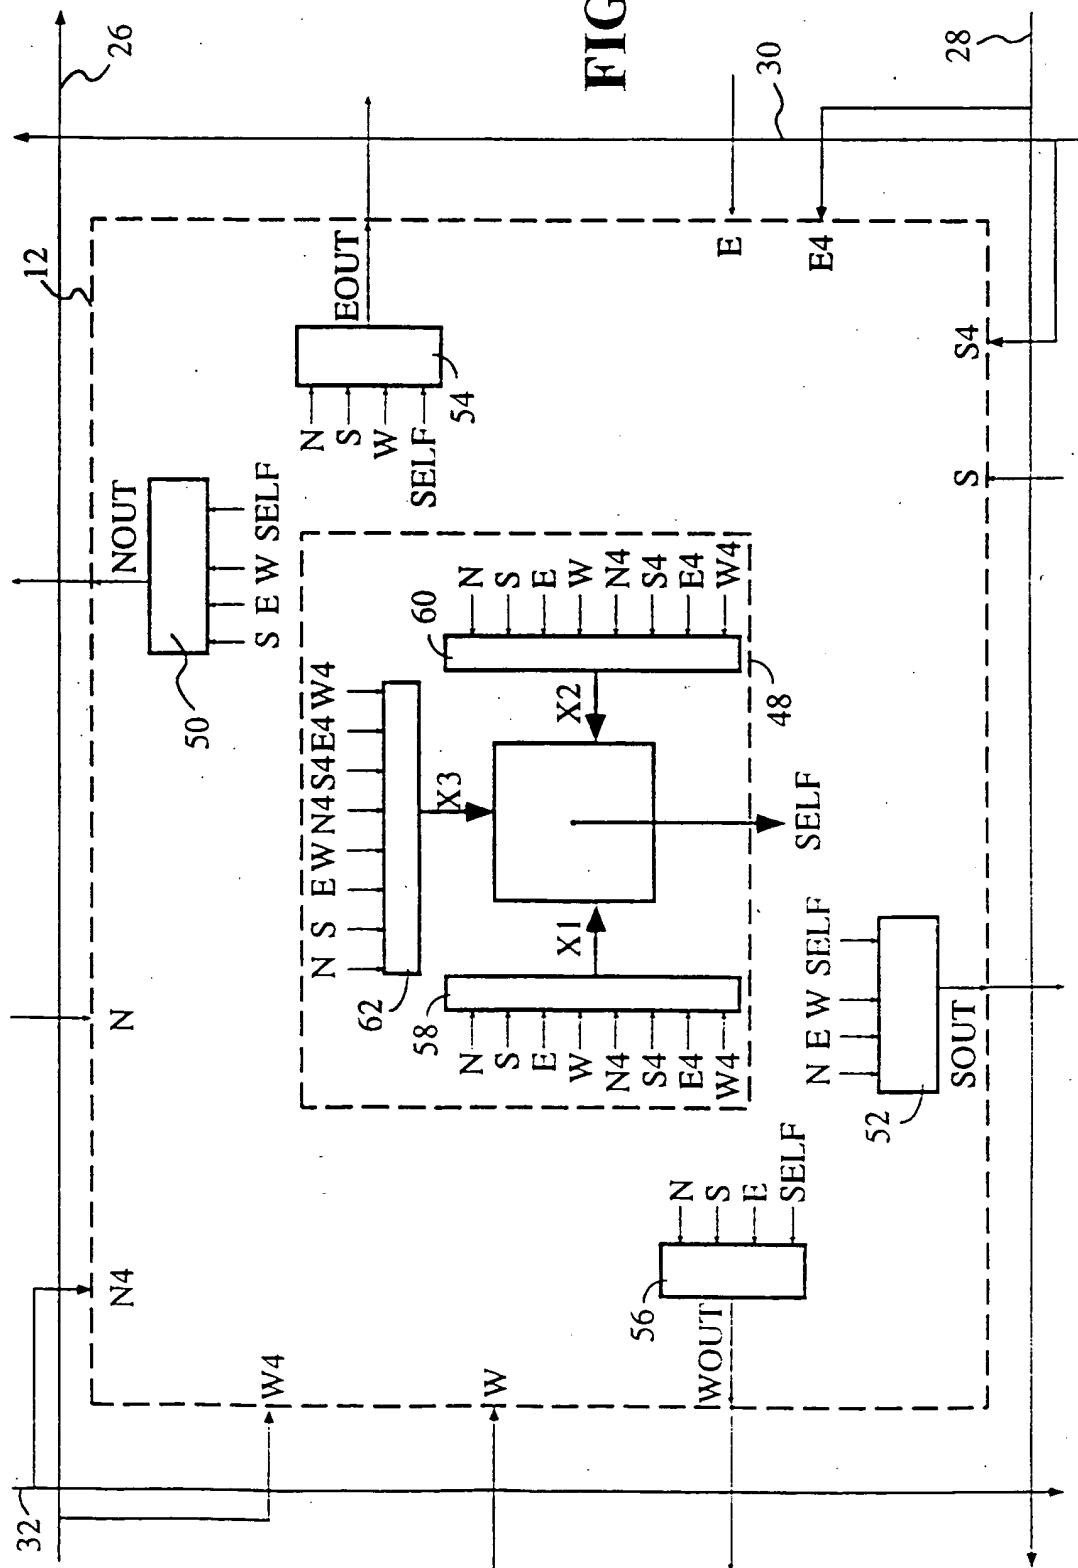 32
26
12
N4
N
NOUT
50
S E W SELF
W4
N S E W N4 S4 E4 W4
62
X3
EOUT
N
S
W
SELF
54
30
FIG
W
58
N
S
E
W
N4
S4
E4
W4
X1
X2
60
N
S
E
W
N4
S4
E4
W4
48
SELF
56
WOUT
N
S
E
SELF
N E W SELF
52
SOUT
E
E4
S
S4
28